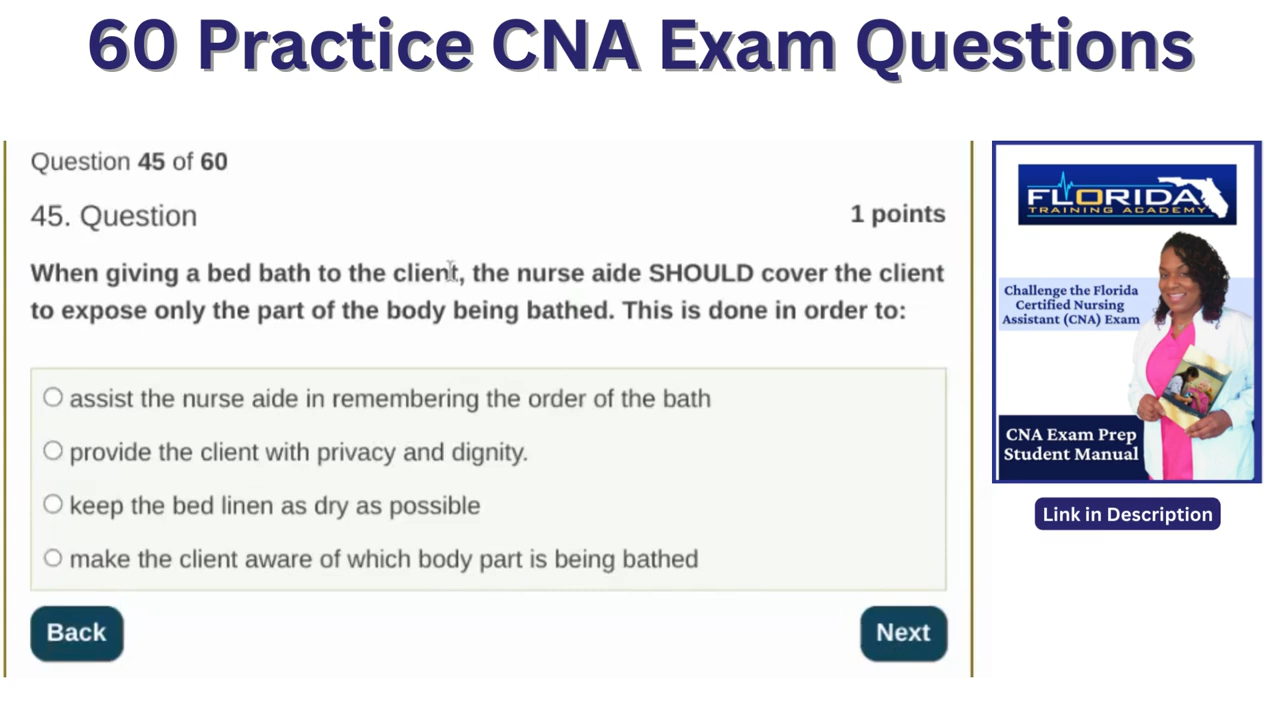 60 Practice CNA Exam Questions
Question 45 of 60
45. Question
1 points
When giving a bed bath to the client, the nurse aide SHOULD cover the client
to expose only the part of the body being bathed. This is done in order to:
assist the nurse aide in remembering the order of the bath
provide the client with privacy and dignity.
keep the bed linen as dry as possible
make the client aware of which body part is being bathed
Back
Next
FLORIDA
TRAINING ACADEMY
Challenge the Florida
Certified Nursing
Assistant (CNA) Exam
CNA Exam Prep
Student Manual
Link in Description